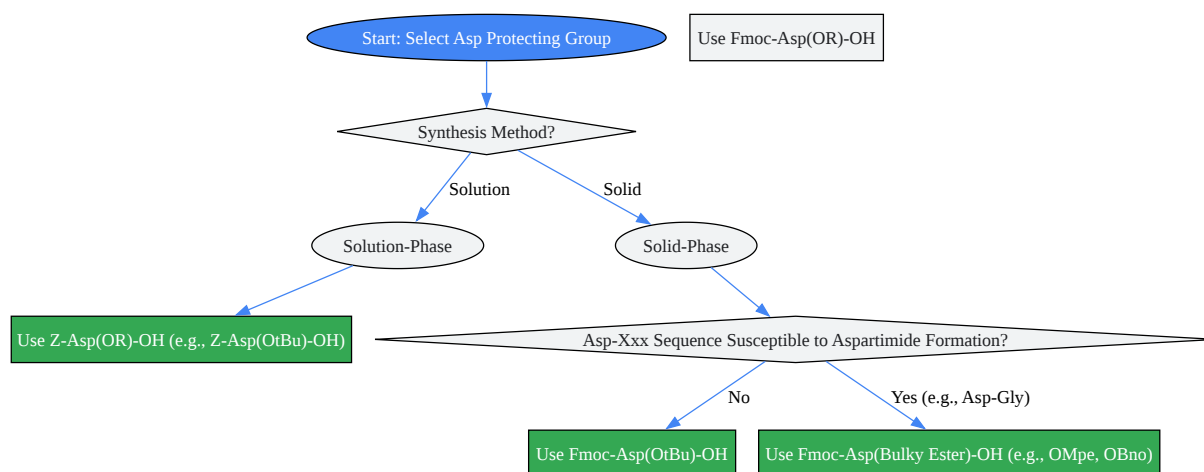 Start: Select Asp Protecting Group
Use Fmoc-Asp(OR)-OH
Synthesis Method?
Solution
Solid
Solution-Phase
Solid-Phase
Use Z-Asp(OR)-OH (e.g., Z-Asp(OtBu)-OH)
Asp-Xxx Sequence Susceptible to Aspartimide Formation?
No
Yes (e.g., Asp-Gly)
Use Fmoc-Asp(OtBu)-OH
Use Fmoc-Asp(Bulky Ester)-OH (e.g., OMpe, OBno)